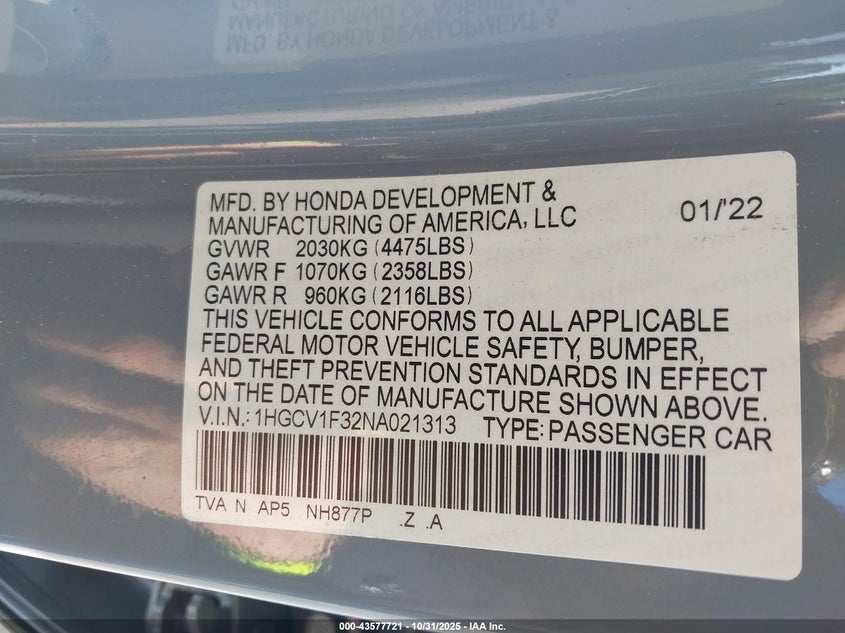 MFD. BY HONDA DEVELOPMENT &
MANUFACTURING OF AMERICA, LLC 01/'22
GVWR 2030KG (4475LBS)
GAWR F 1070KG (2358LBS)
GAWR R 960KG (2116LBS)
THIS VEHICLE CONFORMS TO ALL APPLICABLE
FEDERAL MOTOR VEHICLE SAFETY, BUMPER,
AND THEFT PREVENTION STANDARDS IN EFFECT
ON THE DATE OF MANUFACTURE SHOWN ABOVE.
V.I.N.: 1HGCV1F32NA021313 TYPE: PASSENGER CAR
TVA N AP5 NH877P .Z .A
000-43577721 - 10/31/2025 - IAA Inc.